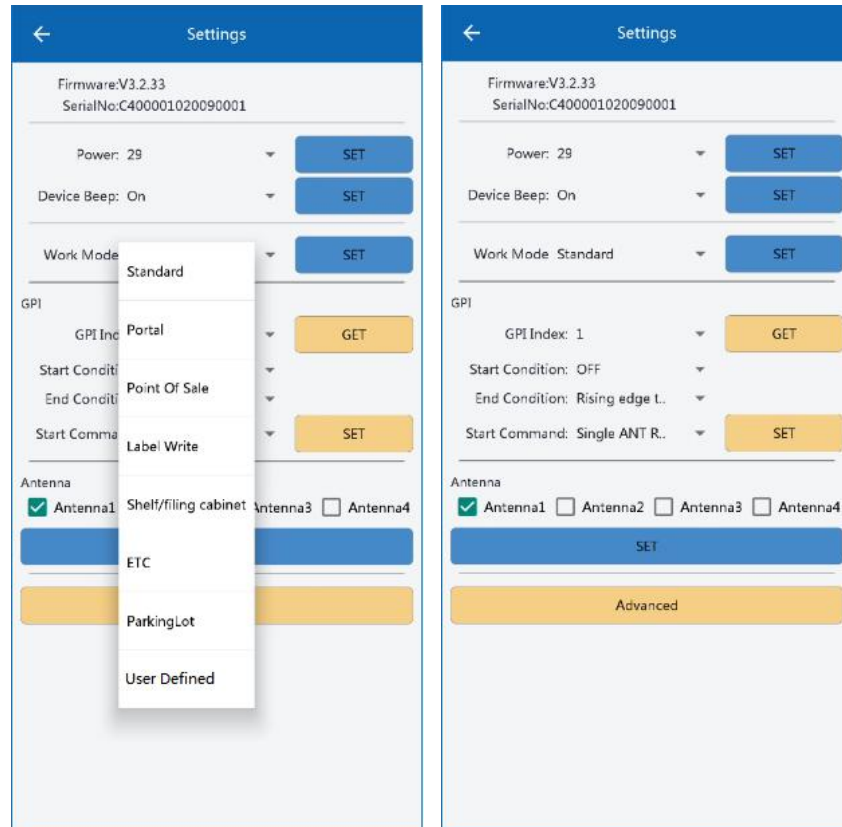 Settings
Firmware:V3.2.33
SerialNo:C400001020090001
Power: 29 SET
Device Beep: On SET
Work Mode SET
Standard
GPI
GPI Ind GET
Portal
Start Conditi
Point Of Sale
End Conditi
Start Comma SET
Label Write
Antenna
Shelf/filing cabinet
Antenna1 Antenna3 Antenna4
ETC
ParkingLot
User Defined
Settings
Firmware:V3.2.33
SerialNo:C400001020090001
Power: 29 SET
Device Beep: On SET
Work Mode Standard SET
GPI
GPI Index: 1 GET
Start Condition: OFF
End Condition: Rising edge t..
Start Command: Single ANT R.. SET
Antenna
Antenna1 Antenna2 Antenna3 Antenna4
SET
Advanced